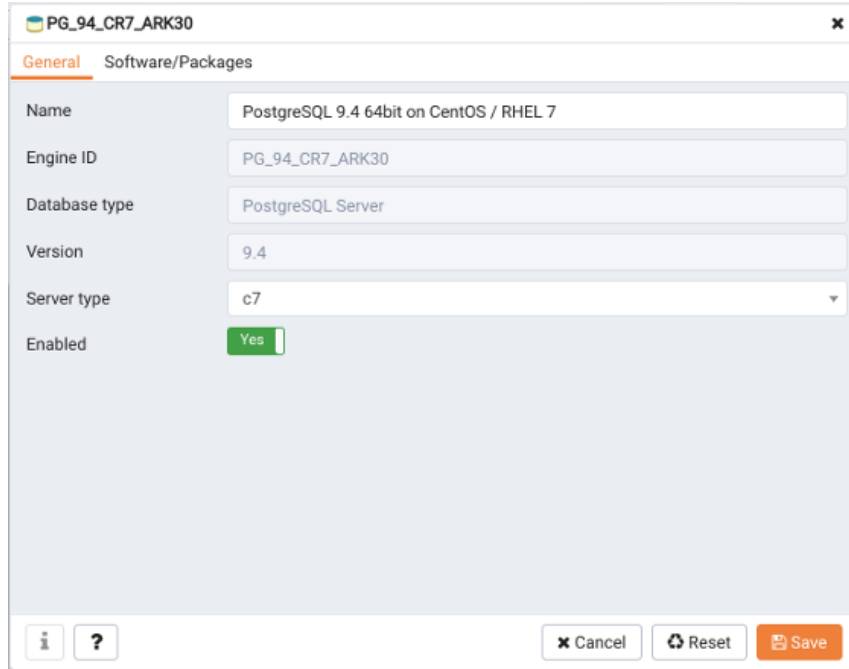 PG_94_CR7_ARK30
General Software/Packages
Name PostgreSQL 9.4 64bit on CentOS / RHEL 7
Engine ID PG_94_CR7_ARK30
Database type PostgreSQL Server
Version 9.4
Server type c7
Enabled Yes
i ? Cancel Reset Save